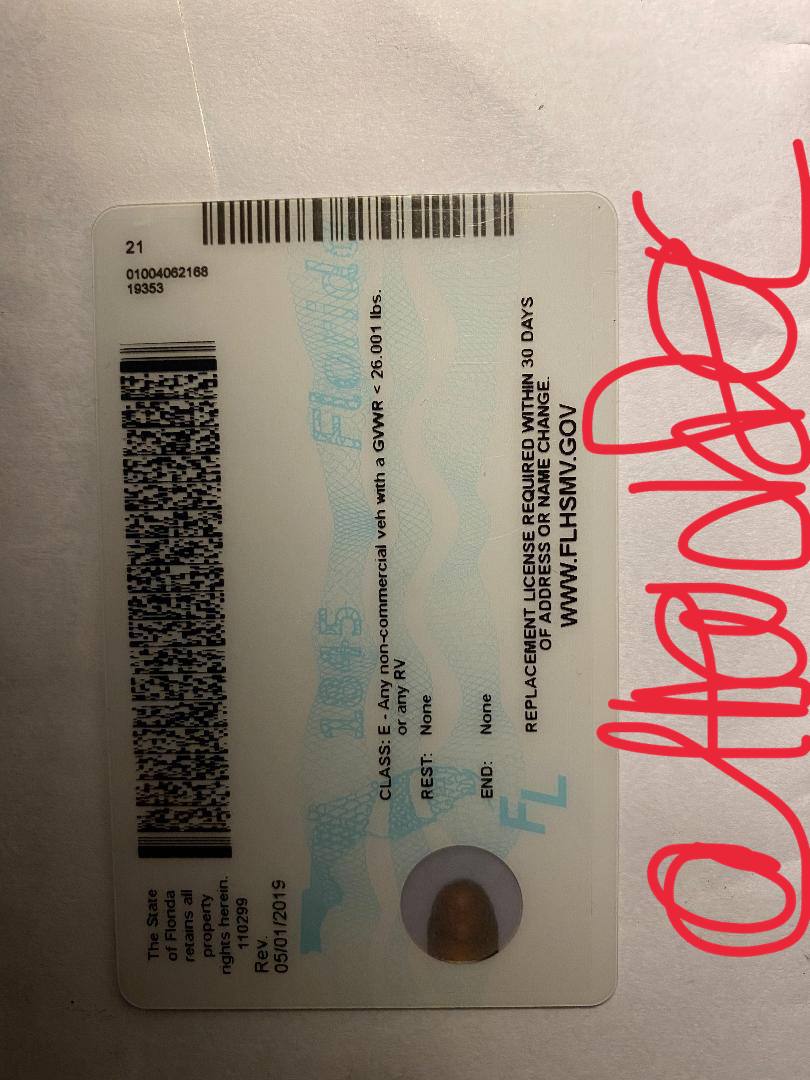 21
01004062168
19353
The State
of Florida
retains all
property
rights herein.
110299
Rev.
05/01/2019
1845 Florida
CLASS: E - Any non-commercial veh with a GVWR < 26.001 lbs.
or any RV
REST: None
END: None
FL
REPLACEMENT LICENSE REQUIRED WITHIN 30 DAYS
OF ADDRESS OR NAME CHANGE.
WWW.FLHSMV.GOV